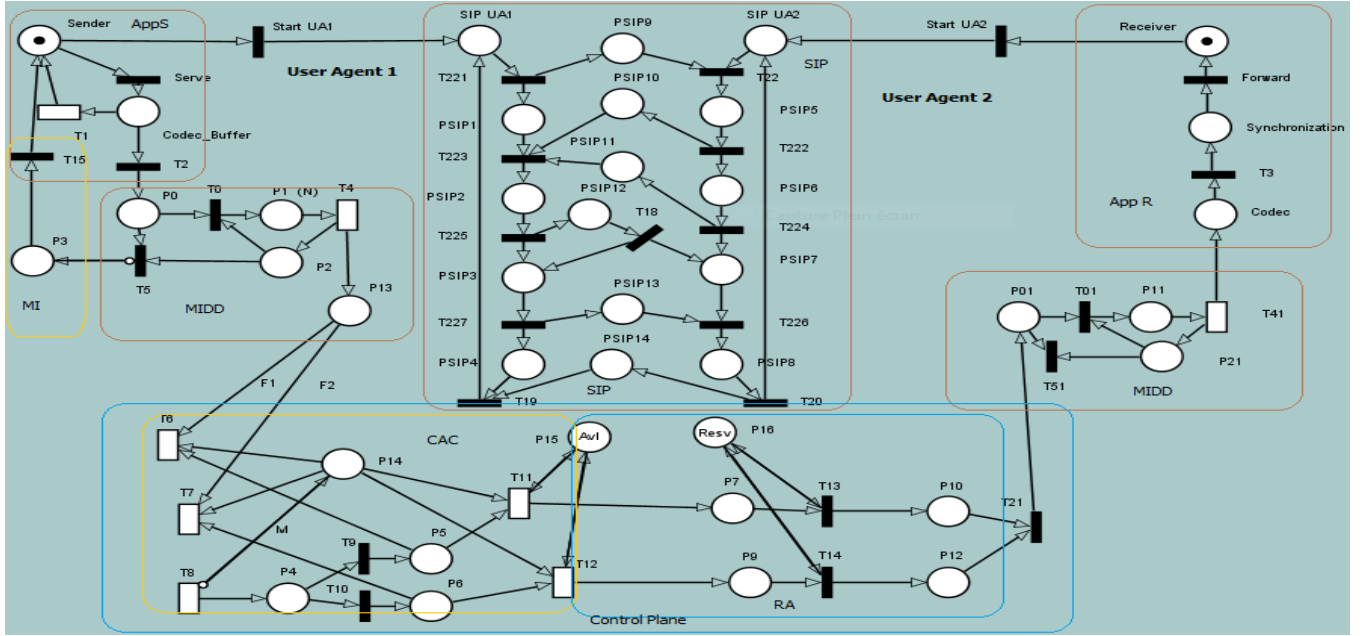 Sender
AppS
Start UA1
SIP UA1
PSIP9
SIP UA2
Start UA2
Receiver
User Agent 1
SIP
Serve
T221
T22
Forward
PSIP10
User Agent 2
T1
Codec_Buffer
PSIP1
PSIP5
Synchronization
T15
T2
T223
PSIP11
T222
T3
P0
T0
P1 (N)
T4
PSIP2
PSIP12
PSIP6
App R
Codec
T18
Capture Plein écran
T225
T224
P3
P2
PSIP3
PSIP7
MI
T5
MIDD
P13
PSIP13
P01
T01
P11
T41
T227
T226
PSIP14
PSIP4
PSIP8
P21
T51
MIDD
F1
F2
SIP
T19
T20
T6
CAC
P15
Avl
Resv
P16
P14
T11
P7
T13
P10
T21
T7
M
T9
P5
T8
P4
T10
P6
T12
P9
T14
P12
RA
Control Plane